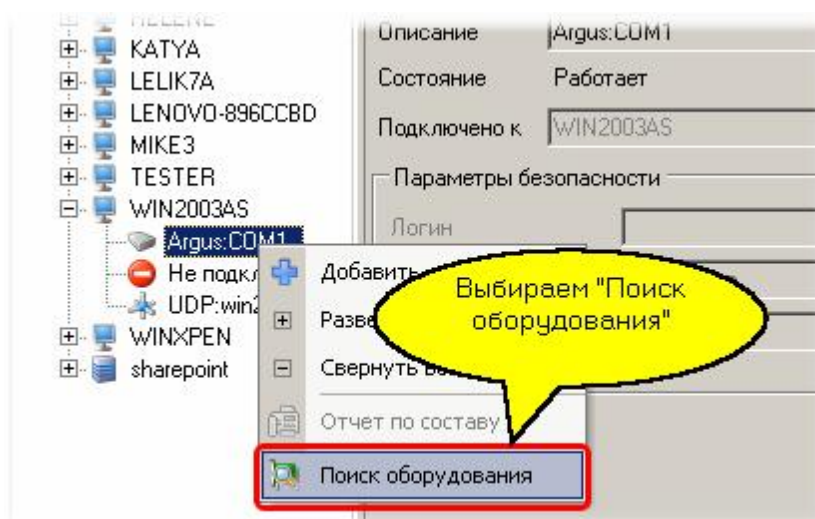 HELENE
KATYA
LELIK7A
LENOVO-896CCBD
MIKE3
TESTER
WIN2003AS
Argus:COM1
Не подкл
UDP:win2
WINXPEN
sharepoint
Описание Argus:COM1
Состояние Работает
Подключено к WIN2003AS
Параметры безопасности
Логин
Добавить
Разве
Свернуть
Отчет по составу
Поиск оборудования
Выбираем "Поиск
оборудования"